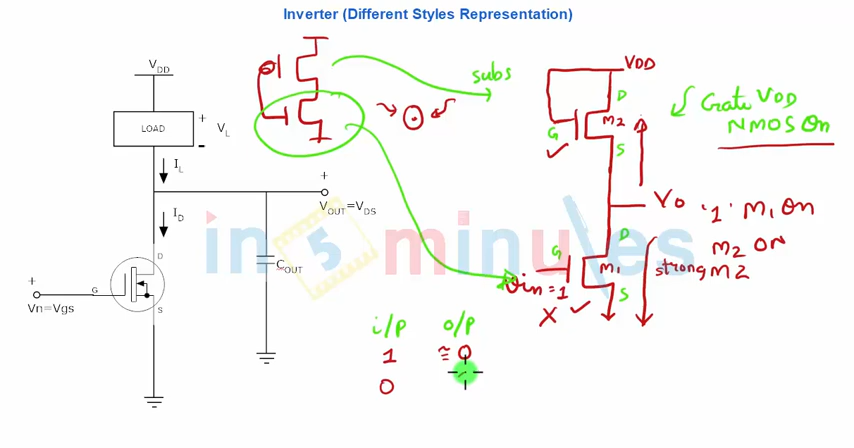 Inverter (Different Styles Representation)
VDD
LOAD
+
VL
-
IL
+
VOUT=VDS
ID
COUT
D
G
S
+
Vn=Vgs
in 5 minutes
subs
VDD
D
G
M2
S
Gate VDD
NMOS On
Vo
'1' M1 On
M2 ON
strong M2
D
G
M1
S
Vin=1
X
i/p o/p
1 ≅0
0